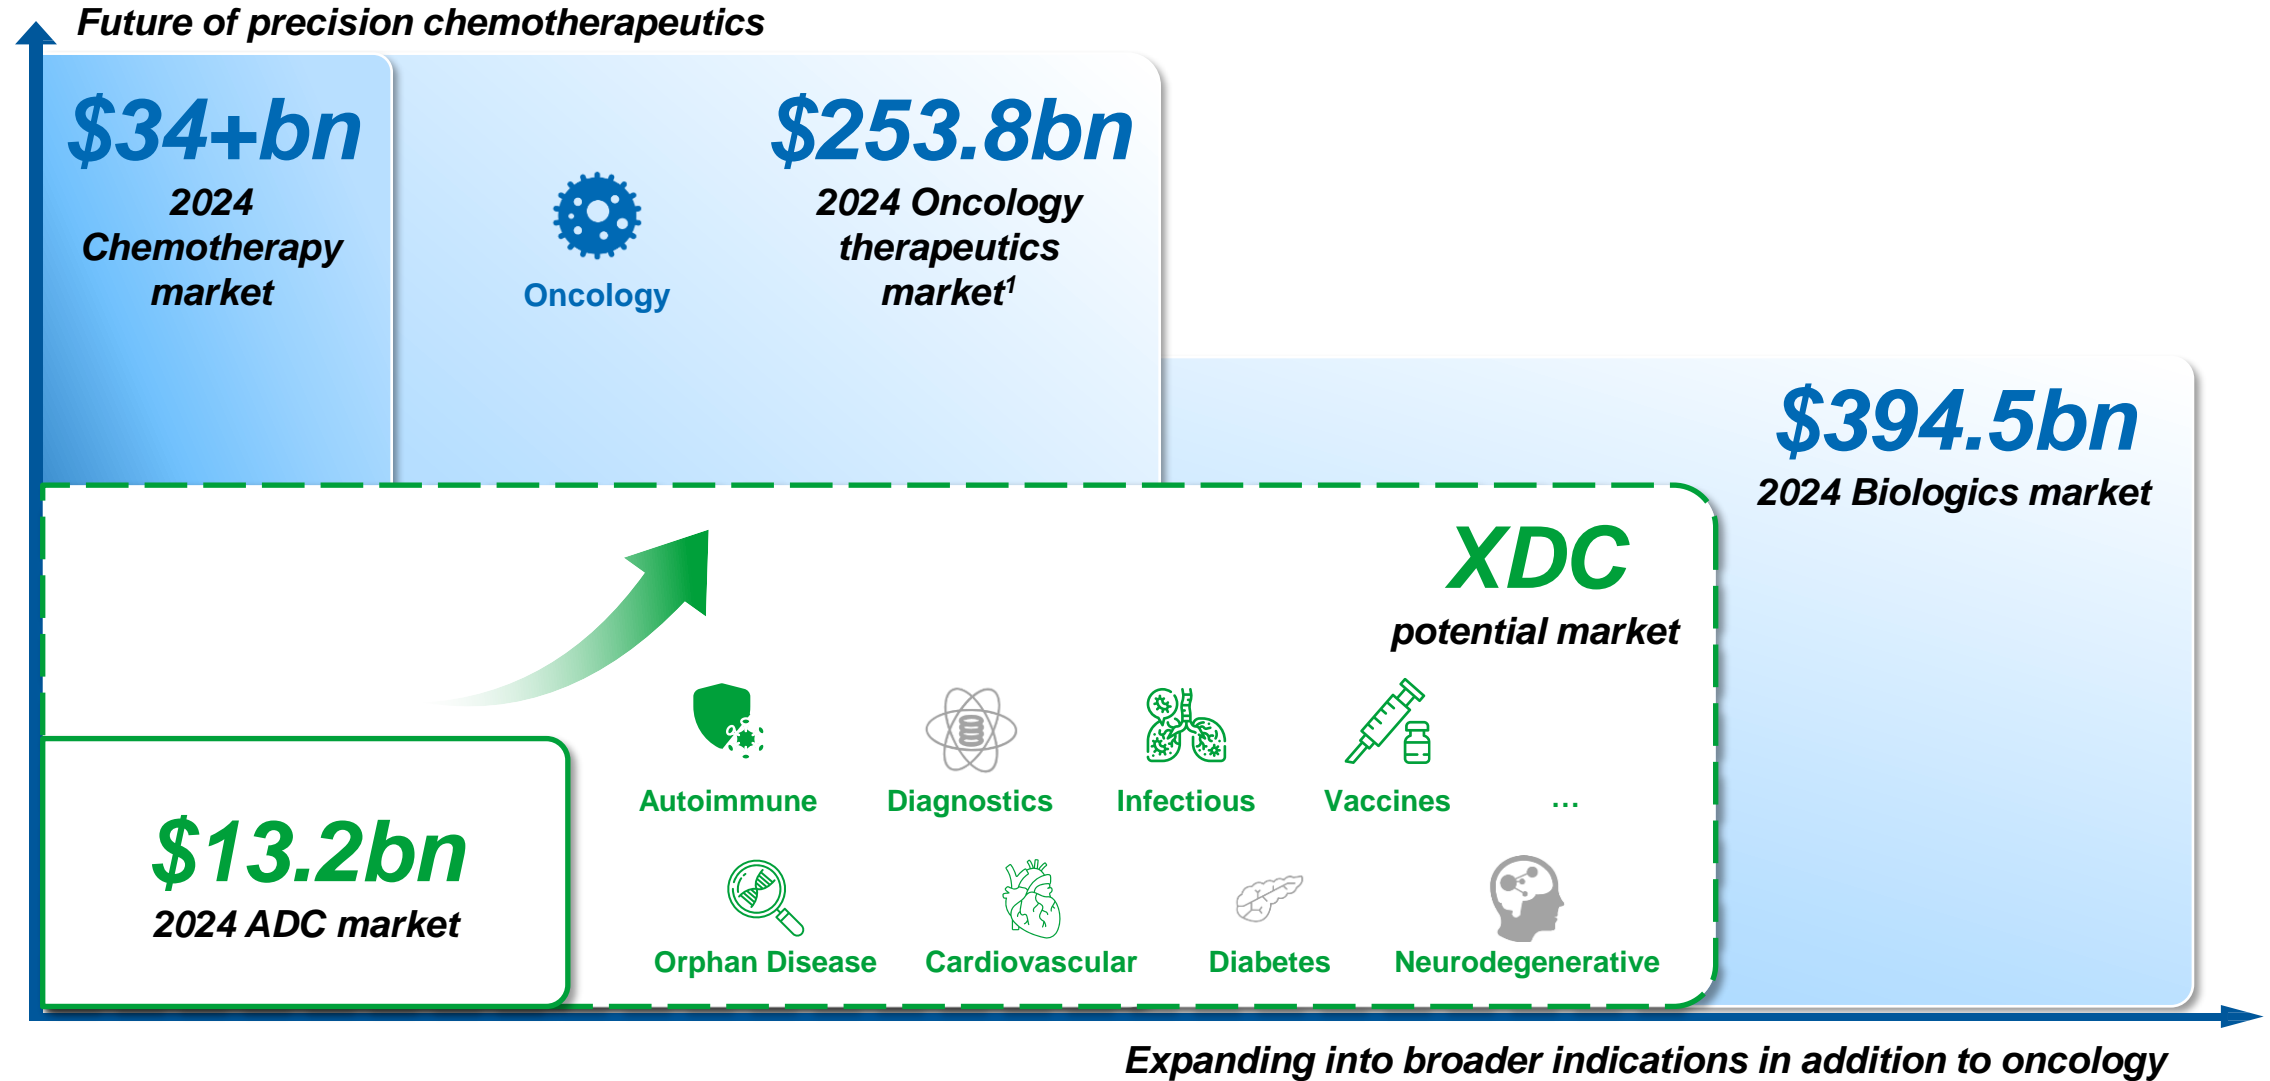 Future of precision chemotherapeutics
$34+bn
2024
Chemotherapy
market
Oncology
$253.8bn
2024 Oncology
therapeutics
market¹
$394.5bn
2024 Biologics market
XDC
potential market
Autoimmune
Diagnostics
Infectious
Vaccines
...
$13.2bn
2024 ADC market
Orphan Disease
Cardiovascular
Diabetes
Neurodegenerative
Expanding into broader indications in addition to oncology